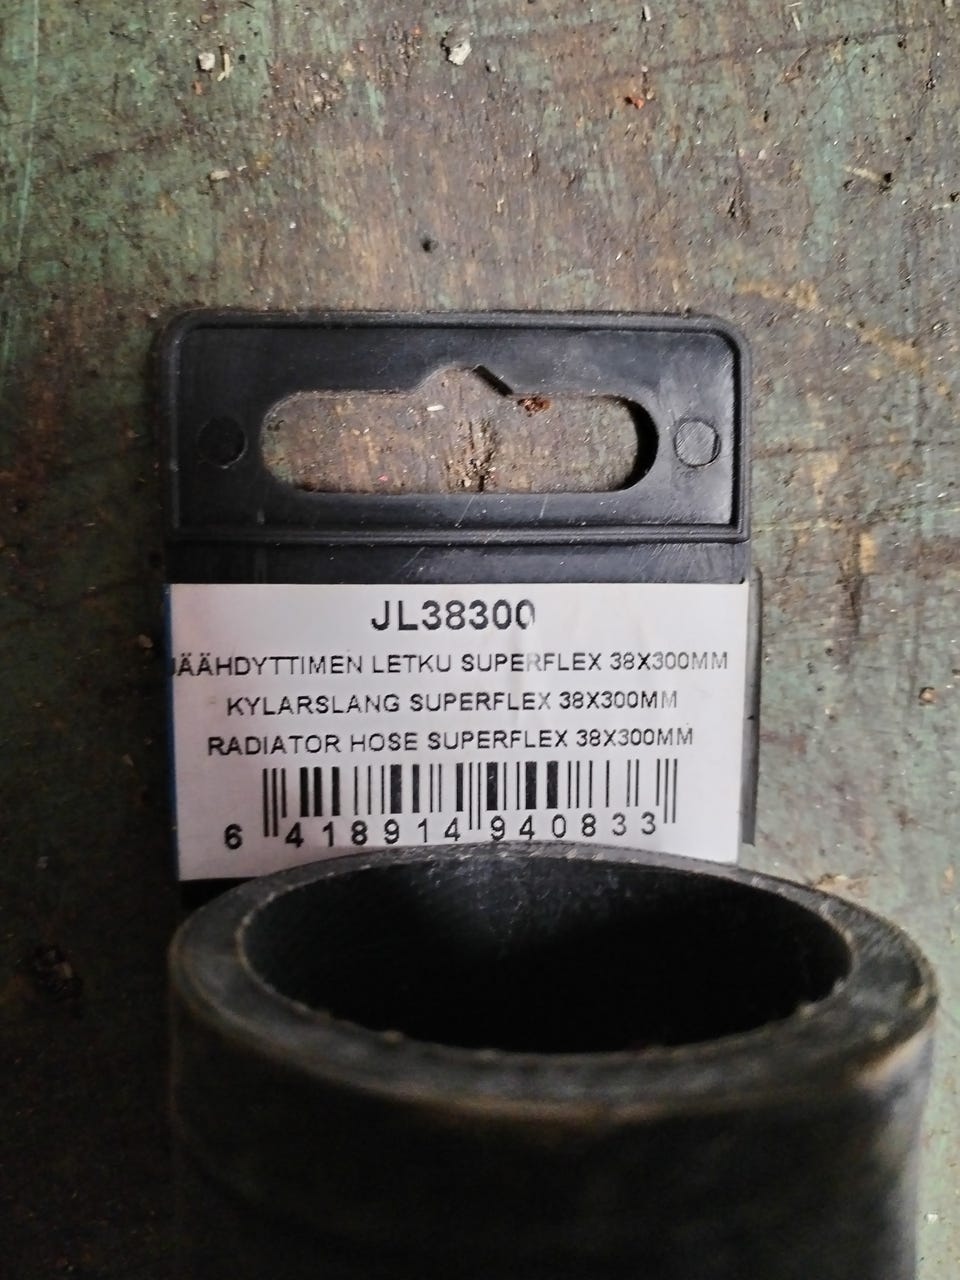 JL38300
JÄÄHDYTTIMEN LETKU SUPERFLEX 38X300MM
KYLARSLANG SUPERFLEX 38X300MM
RADIATOR HOSE SUPERFLEX 38X300MM
6 418914 940833